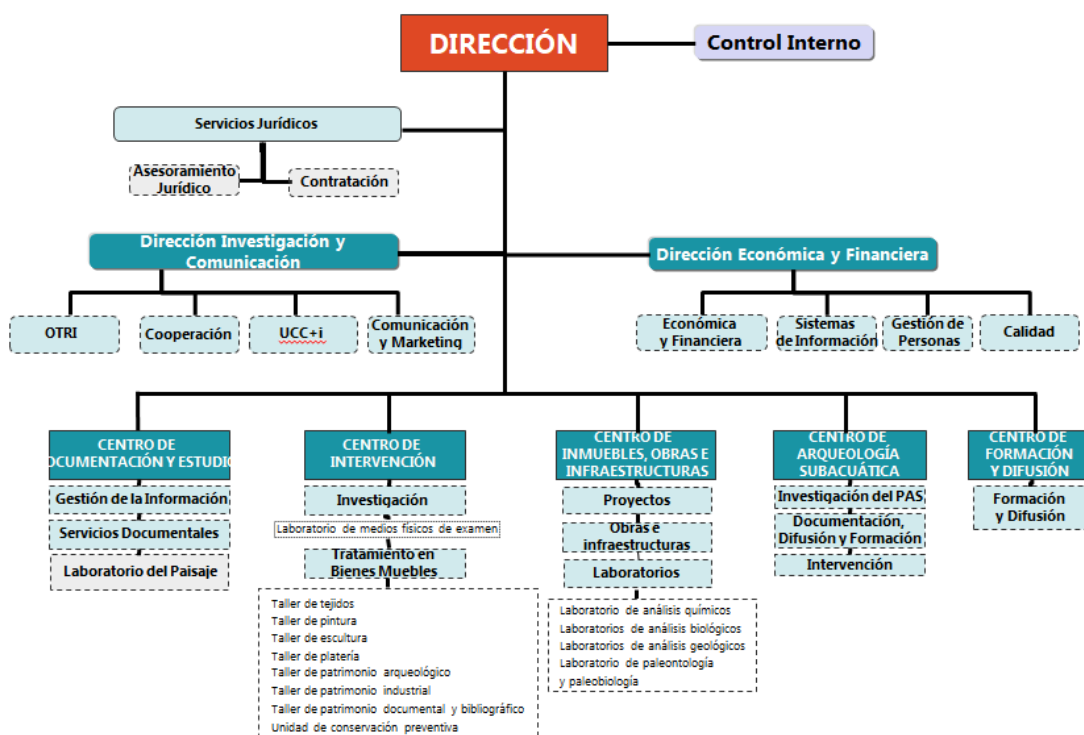 DIRECCIÓN
Control Interno
Servicios Jurídicos
Asesoramiento
Jurídico
Contratación
Dirección Investigación y
Comunicación
Dirección Económica y Financiera
OTRI
Cooperación
UCC+i
Comunicación
y Marketing
Económica
y Financiera
Sistemas
de Información
Gestión de
Personas
Calidad
CENTRO DE
OCUMENTACIÓN Y ESTUDIO
Gestión de la Información
Servicios Documentales
Laboratorio del Paisaje
CENTRO DE
INTERVENCIÓN
Investigación
Laboratorio de medios físicos de examen
Tratamiento en
Bienes Muebles
Taller de tejidos
Taller de pintura
Taller de escultura
Taller de platería
Taller de patrimonio arqueológico
Taller de patrimonio industrial
Taller de patrimonio documental y bibliográfico
Unidad de conservación preventiva
CENTRO DE
INMUEBLES, OBRAS E
INFRAESTRUCTURAS
Proyectos
Obras e
infraestructuras
Laboratorios
Laboratorio de análisis químicos
Laboratorios de análisis biológicos
Laboratorios de análisis geológicos
Laboratorio de paleontología
y paleobiología
CENTRO DE
ARQUEOLOGÍA
SUBACUÁTICA
Investigación del PAS
Documentación,
Difusión y Formación
Intervención
CENTRO DE
FORMACIÓN
Y DIFUSIÓN
Formación
y Difusión